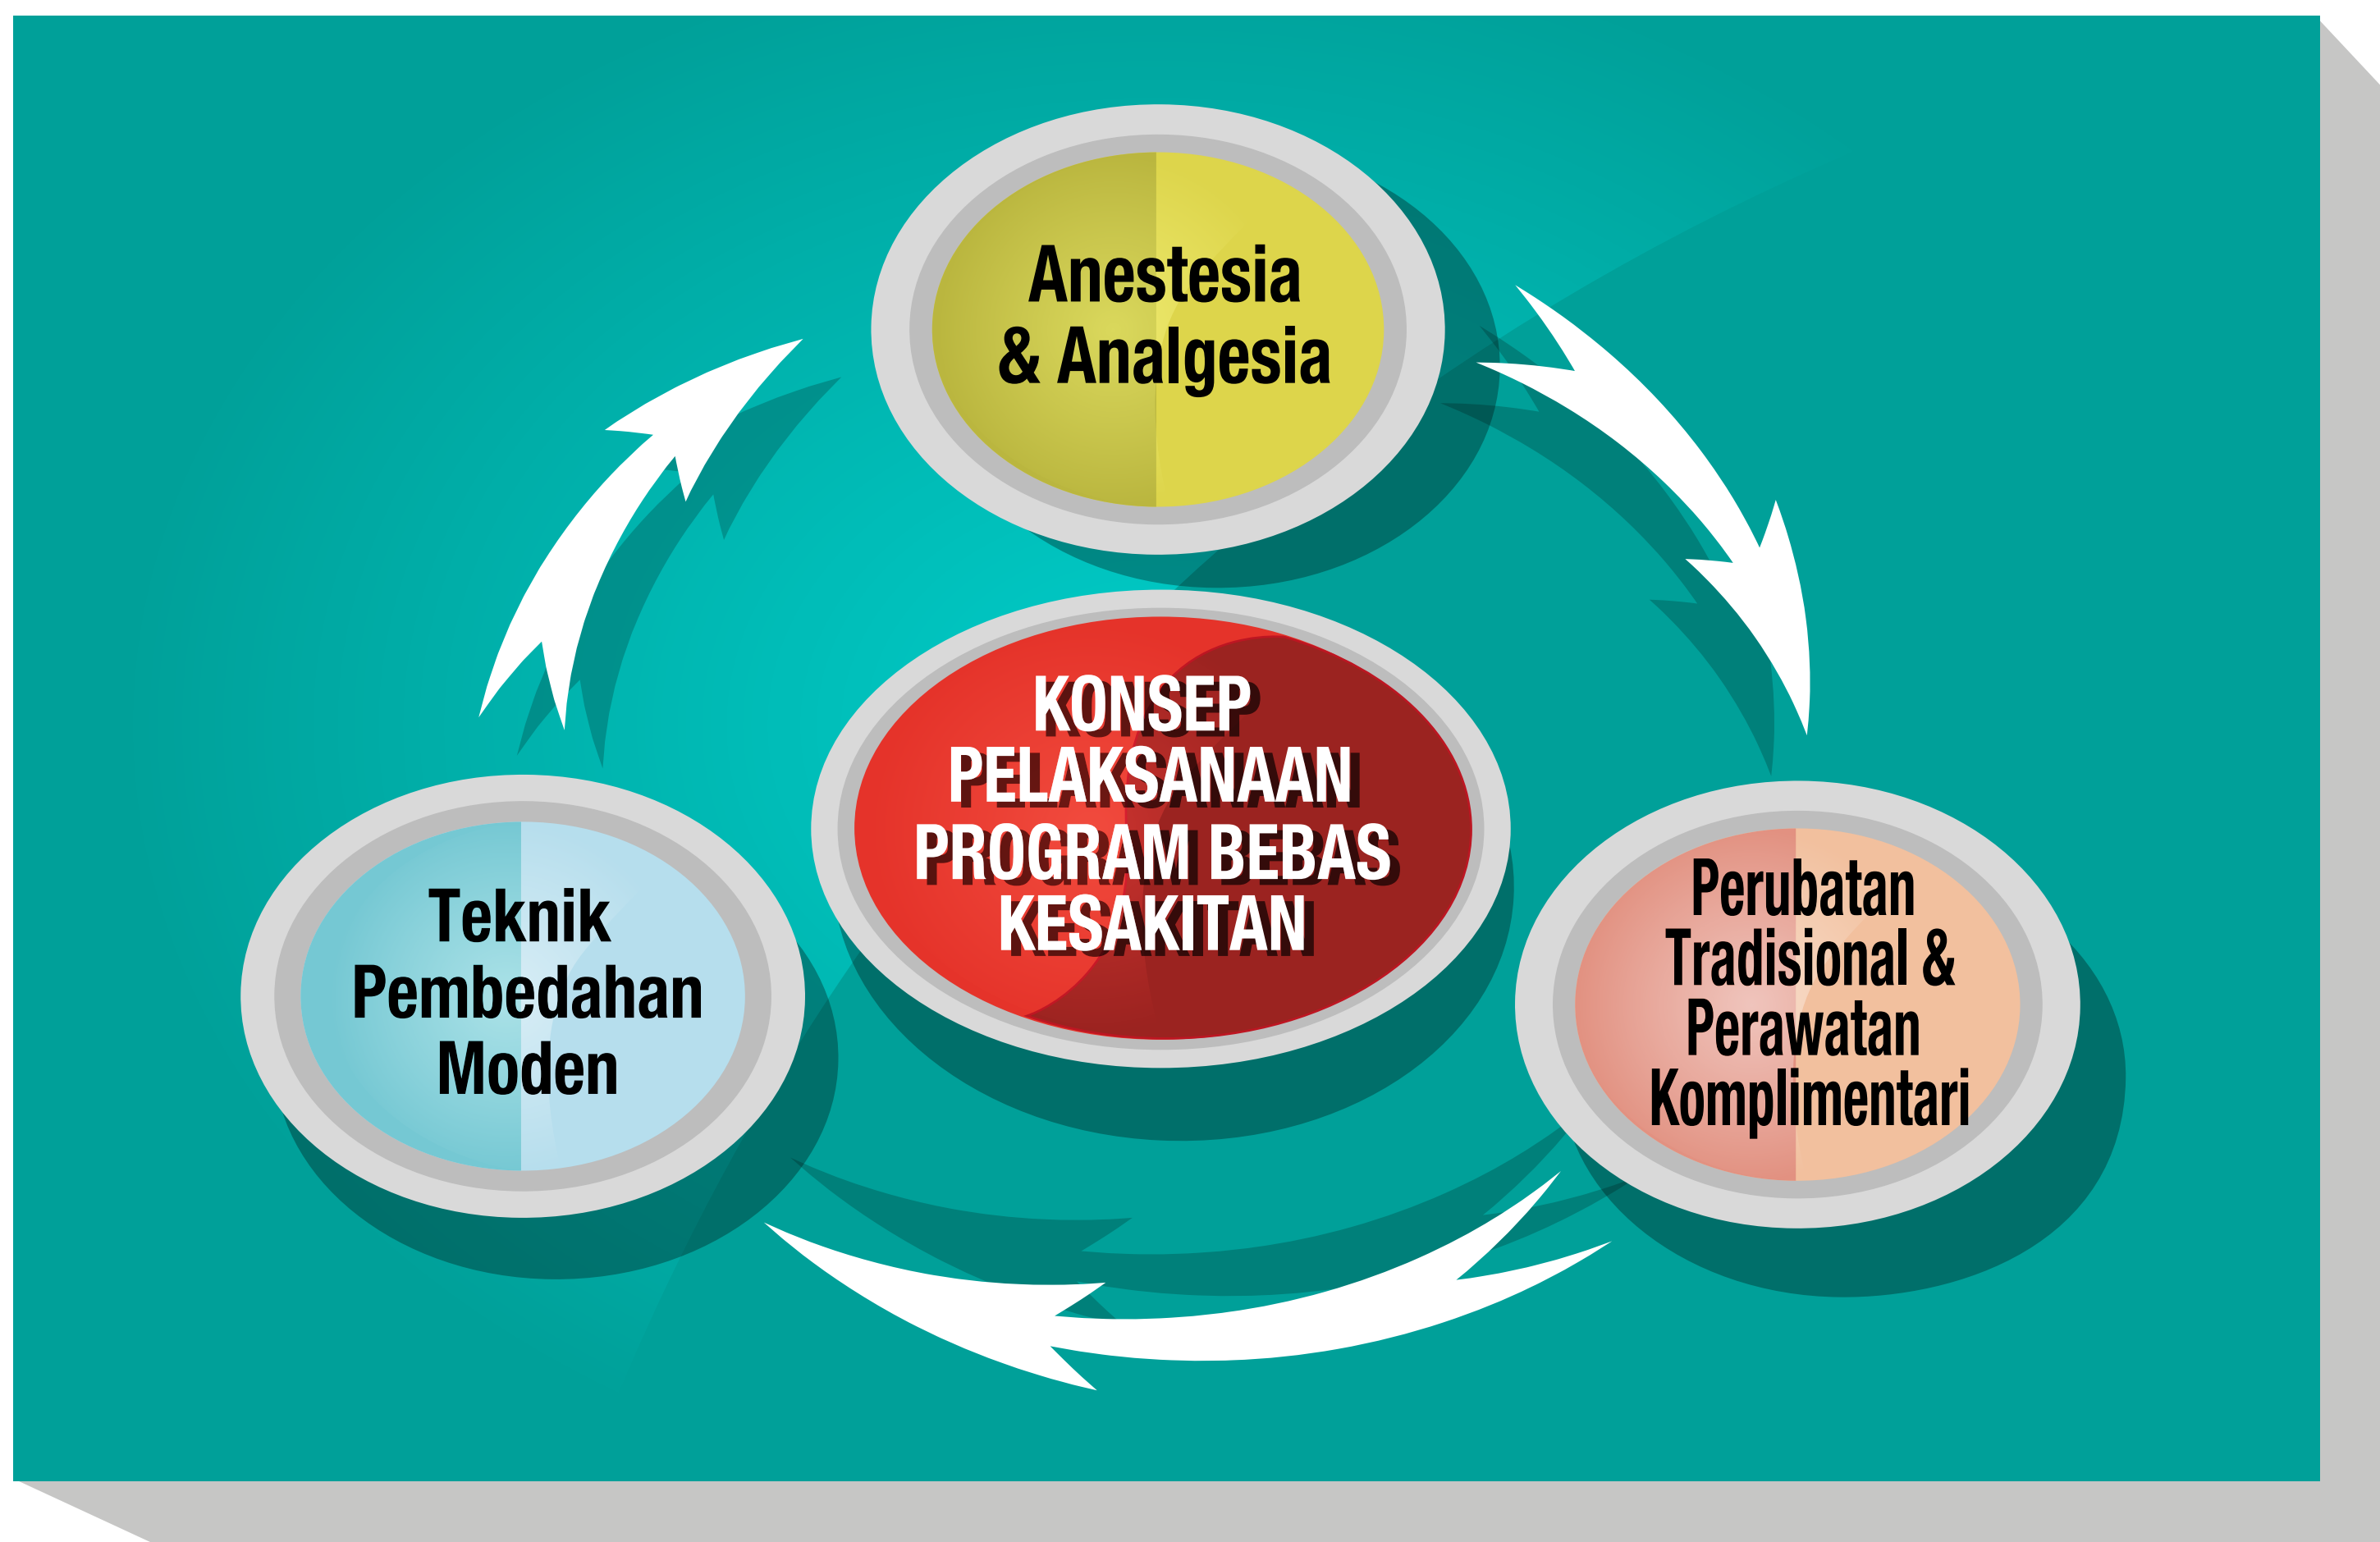 Anestesia
& Analgesia
KONSEP
PELAKSANAAN
PROGRAM BEBAS
KESAKITAN
Teknik
Pembedahan
Moden
Perubatan
Tradisional &
Perawatan
Komplimentari